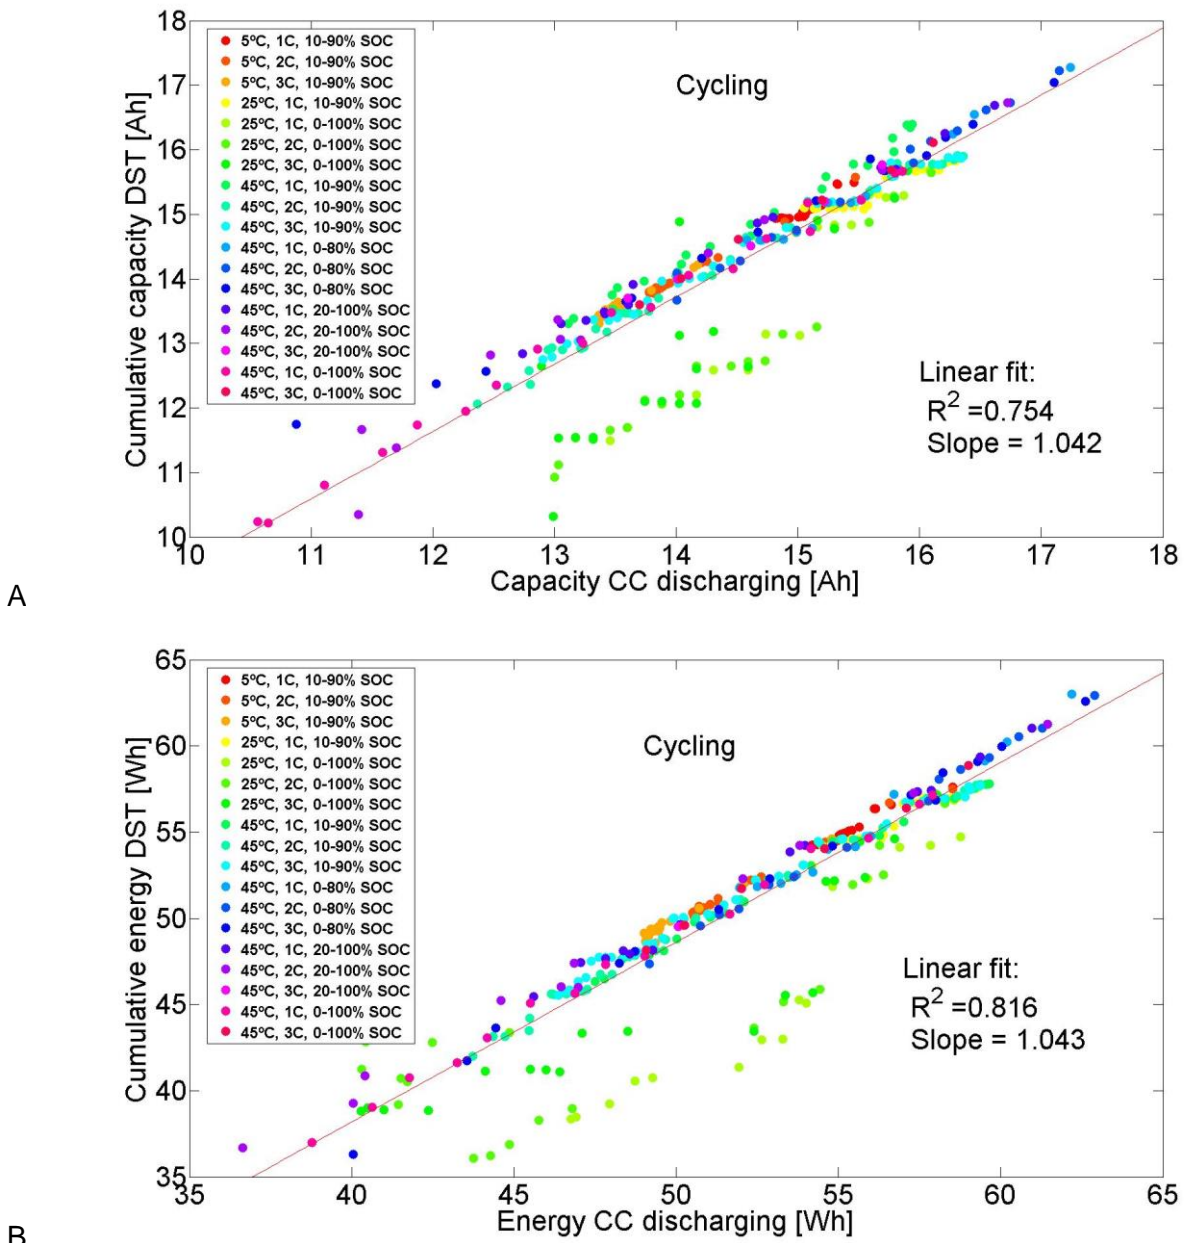 18
17
16
15
14
13
12
11
10
Cumulative capacity DST [Ah]
5ºC, 1C, 10-90% SOC
5ºC, 2C, 10-90% SOC
5ºC, 3C, 10-90% SOC
25ºC, 1C, 10-90% SOC
25ºC, 1C, 0-100% SOC
25ºC, 2C, 0-100% SOC
25ºC, 3C, 0-100% SOC
45ºC, 1C, 10-90% SOC
45ºC, 2C, 10-90% SOC
45ºC, 3C, 10-90% SOC
45ºC, 1C, 0-80% SOC
45ºC, 2C, 0-80% SOC
45ºC, 3C, 0-80% SOC
45ºC, 1C, 20-100% SOC
45ºC, 2C, 20-100% SOC
45ºC, 3C, 20-100% SOC
45ºC, 1C, 0-100% SOC
45ºC, 3C, 0-100% SOC
Cycling
Linear fit:
R² =0.754
Slope = 1.042
10 11 12 13 14 15 16 17 18
Capacity CC discharging [Ah]
A
65
60
55
50
45
40
35
Cumulative energy DST [Wh]
5ºC, 1C, 10-90% SOC
5ºC, 2C, 10-90% SOC
5ºC, 3C, 10-90% SOC
25ºC, 1C, 10-90% SOC
25ºC, 1C, 0-100% SOC
25ºC, 2C, 0-100% SOC
25ºC, 3C, 0-100% SOC
45ºC, 1C, 10-90% SOC
45ºC, 2C, 10-90% SOC
45ºC, 3C, 10-90% SOC
45ºC, 1C, 0-80% SOC
45ºC, 2C, 0-80% SOC
45ºC, 3C, 0-80% SOC
45ºC, 1C, 20-100% SOC
45ºC, 2C, 20-100% SOC
45ºC, 3C, 20-100% SOC
45ºC, 1C, 0-100% SOC
45ºC, 3C, 0-100% SOC
Cycling
Linear fit:
R² =0.816
Slope = 1.043
35 40 45 50 55 60 65
Energy CC discharging [Wh]
B